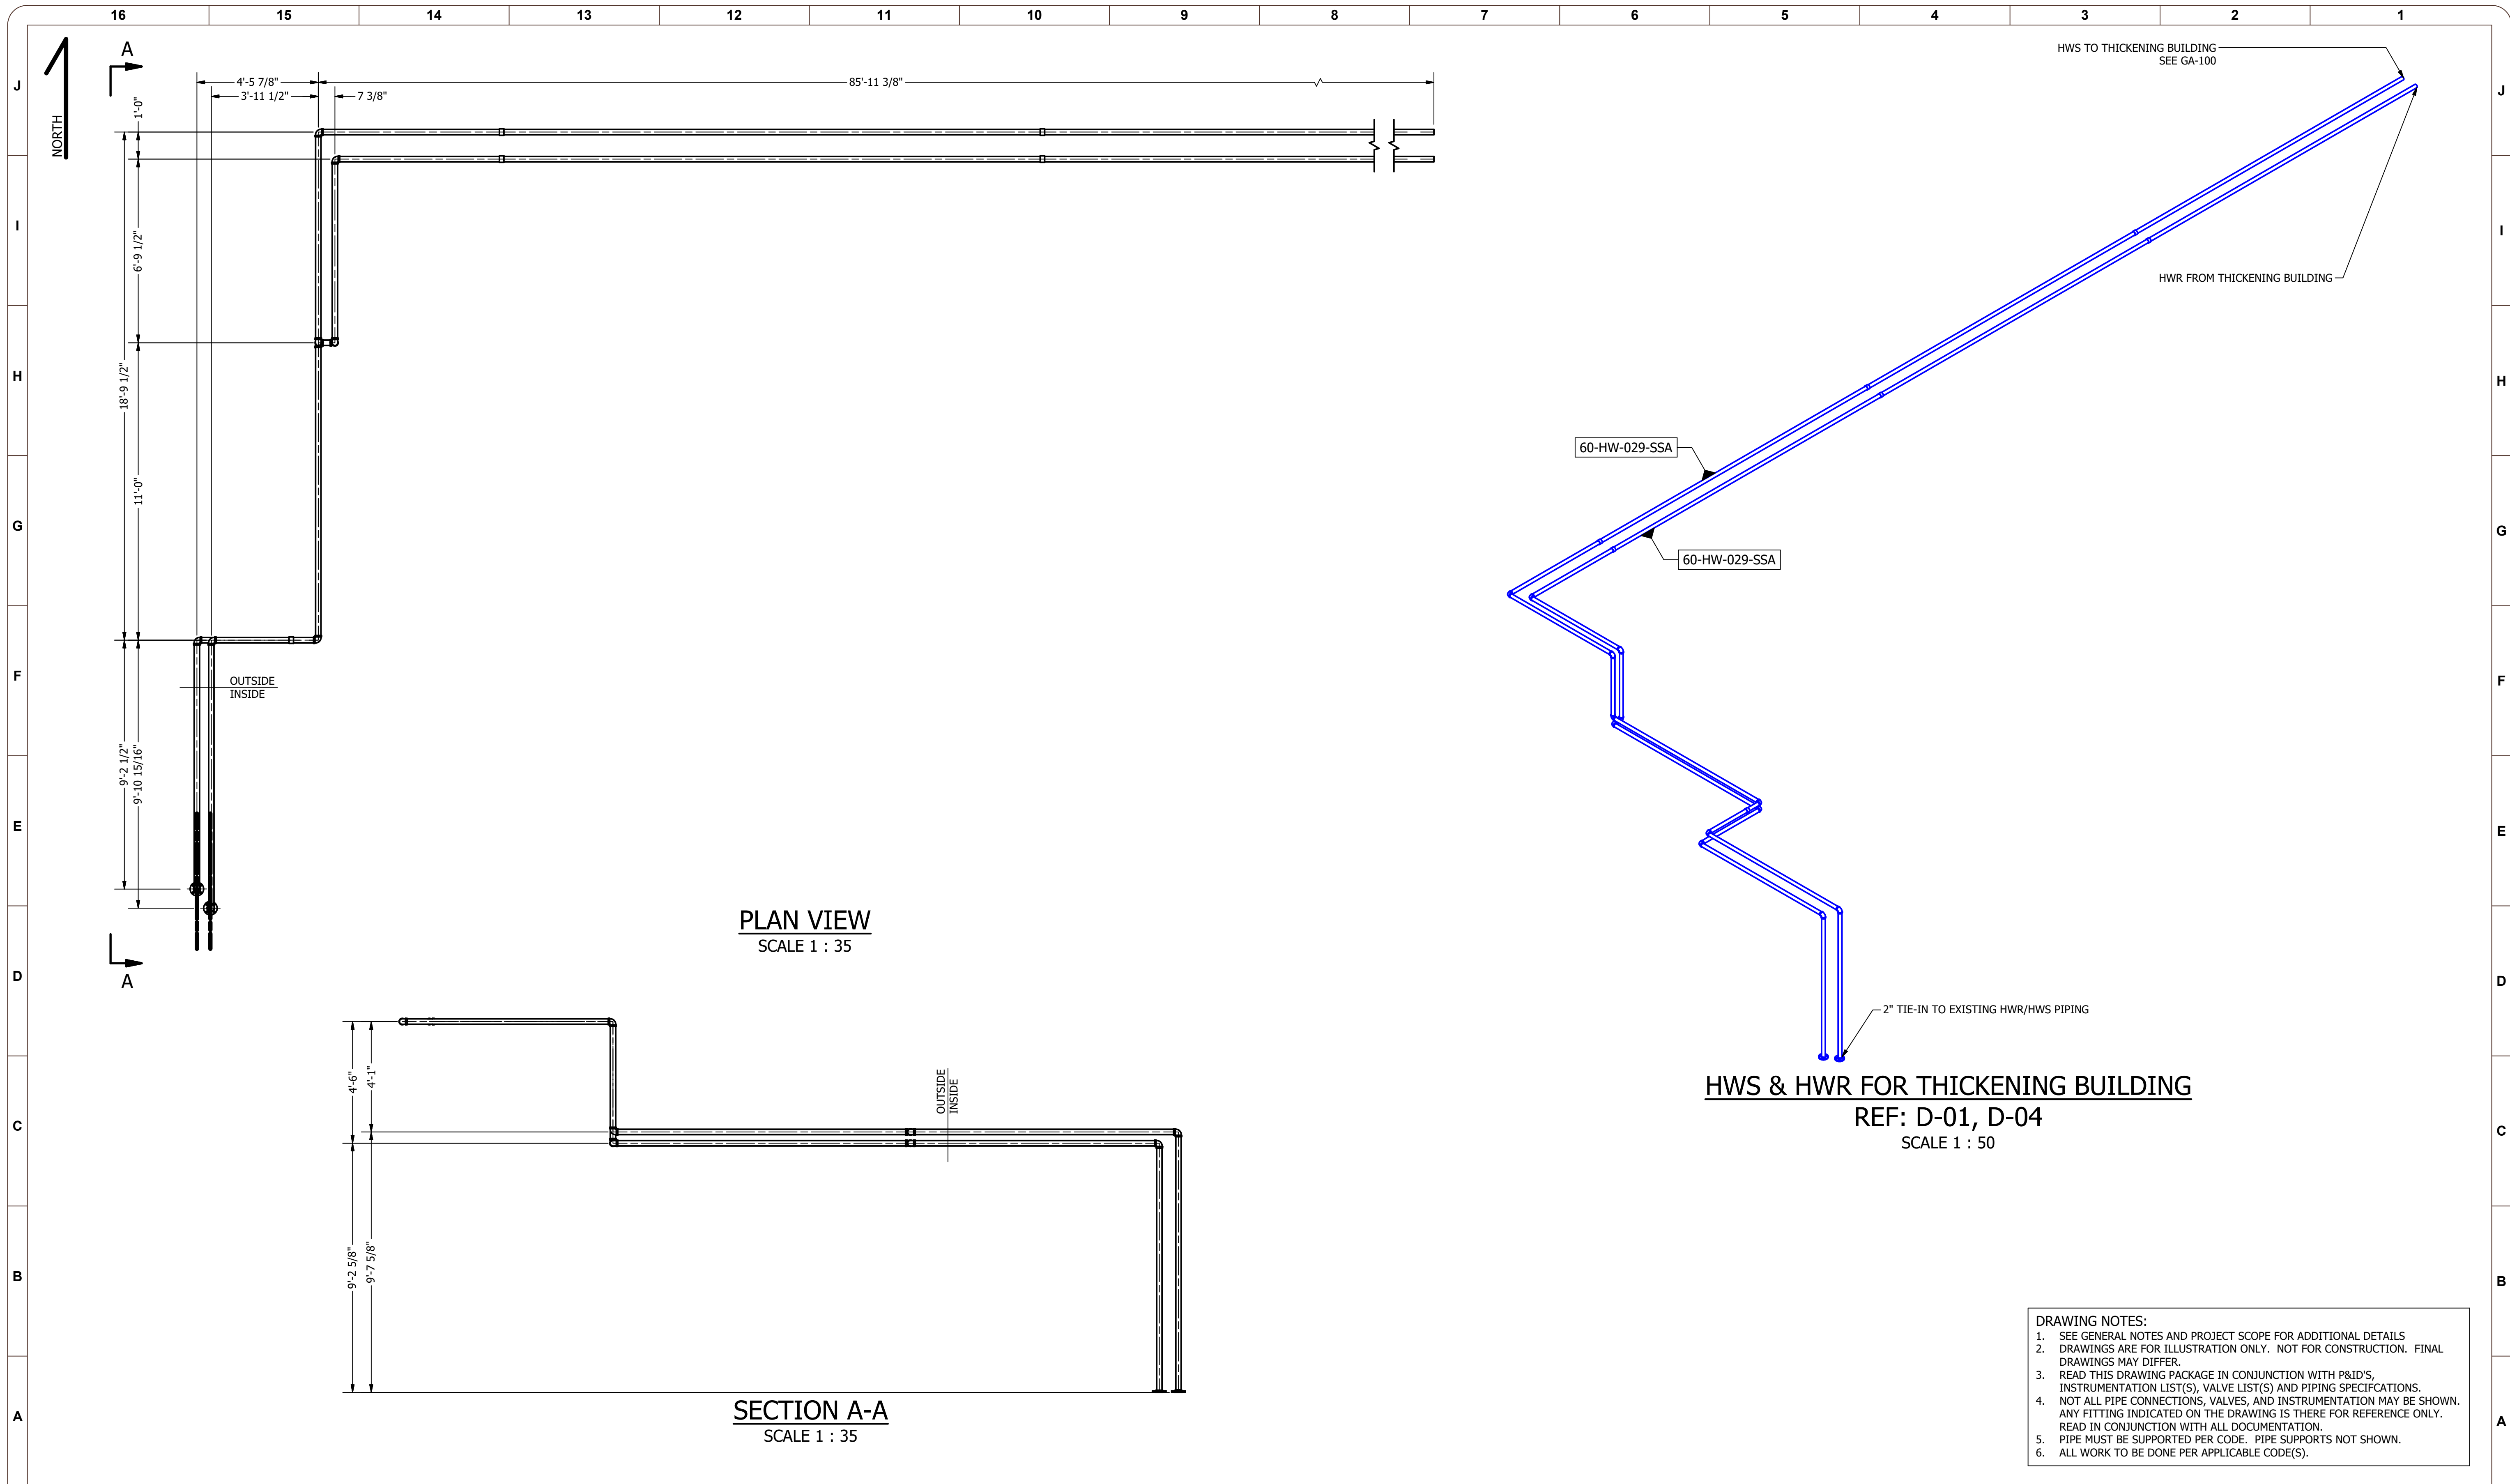 16 15 14 13 12 11 10 9 8 7 6 5 4 3 2 1
J
I
H
G
F
E
D
C
B
A
J
I
H
G
F
E
D
C
B
A
NORTH
A
A
4'-5 7/8"
85'-11 3/8"
3'-11 1/2"
7 3/8"
1'-0"
6'-9 1/2"
18'-9 1/2"
11'-0"
OUTSIDE
INSIDE
9'-2 1/2"
9'-10 15/16"
PLAN VIEW
SCALE 1 : 35
4'-6"
4'-1"
OUTSIDE
INSIDE
9'-2 5/8"
9'-7 5/8"
SECTION A-A
SCALE 1 : 35
HWS TO THICKENING BUILDING
SEE GA-100
HWR FROM THICKENING BUILDING
60-HW-029-SSA
60-HW-029-SSA
2" TIE-IN TO EXISTING HWR/HWS PIPING
HWS & HWR FOR THICKENING BUILDING
REF: D-01, D-04
SCALE 1 : 50
DRAWING NOTES:
1. SEE GENERAL NOTES AND PROJECT SCOPE FOR ADDITIONAL DETAILS
2. DRAWINGS ARE FOR ILLUSTRATION ONLY. NOT FOR CONSTRUCTION. FINAL
DRAWINGS MAY DIFFER.
3. READ THIS DRAWING PACKAGE IN CONJUNCTION WITH P&ID'S,
INSTRUMENTATION LIST(S), VALVE LIST(S) AND PIPING SPECIFCATIONS.
4. NOT ALL PIPE CONNECTIONS, VALVES, AND INSTRUMENTATION MAY BE SHOWN.
ANY FITTING INDICATED ON THE DRAWING IS THERE FOR REFERENCE ONLY.
READ IN CONJUNCTION WITH ALL DOCUMENTATION.
5. PIPE MUST BE SUPPORTED PER CODE. PIPE SUPPORTS NOT SHOWN.
6. ALL WORK TO BE DONE PER APPLICABLE CODE(S).